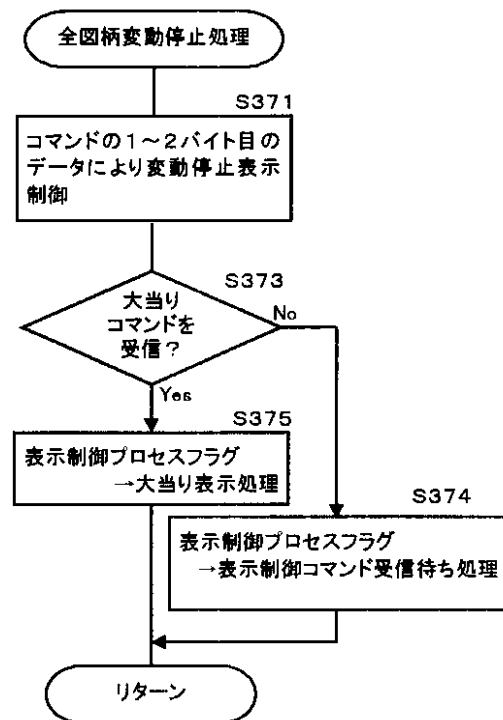 全図柄変動停止処理
S371
コマンドの1～2バイト目の
データにより変動停止表示
制御
S373
大当り
コマンドを
受信？
No
Yes
S375
表示制御プロセスフラグ
→大当り表示処理
S374
表示制御プロセスフラグ
→表示制御コマンド受信待ち処理
リターン